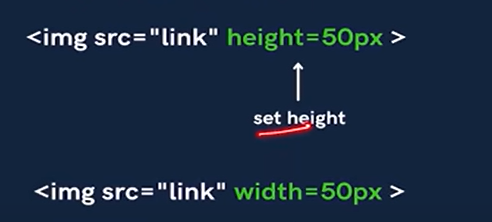 <img src="link" height=50px >
set height
<img src="link" width=50px >